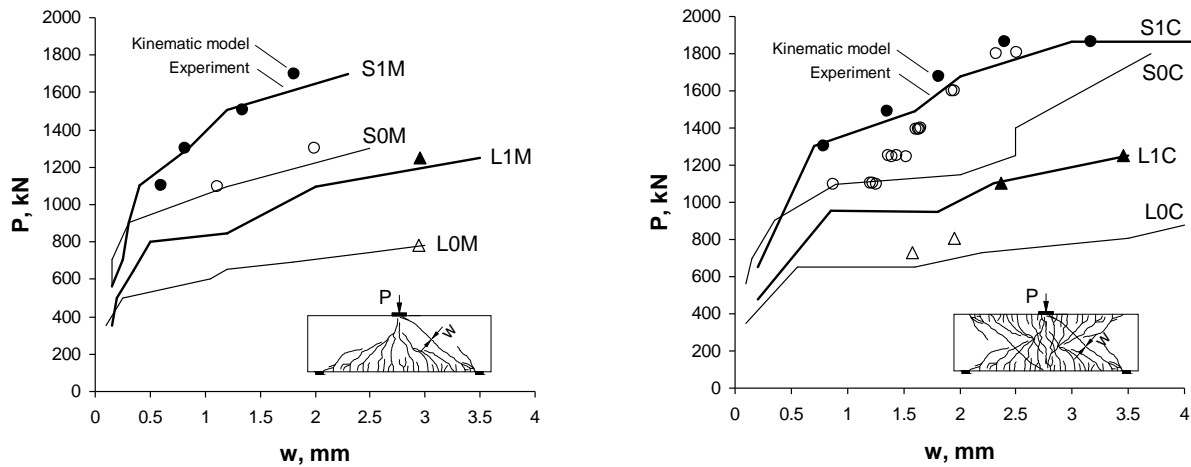 2000
1800
1600
1400
1200
1000
800
600
400
200
0
P, kN
Kinematic model
Experiment
S1M
S0M
L1M
L0M
P
w
0 0.5 1 1.5 2 2.5 3 3.5 4
w, mm
2000
1800
1600
1400
1200
1000
800
600
400
200
0
P, kN
Kinematic model
Experiment
S1C
S0C
L1C
L0C
P
w
0 0.5 1 1.5 2 2.5 3 3.5 4
w, mm